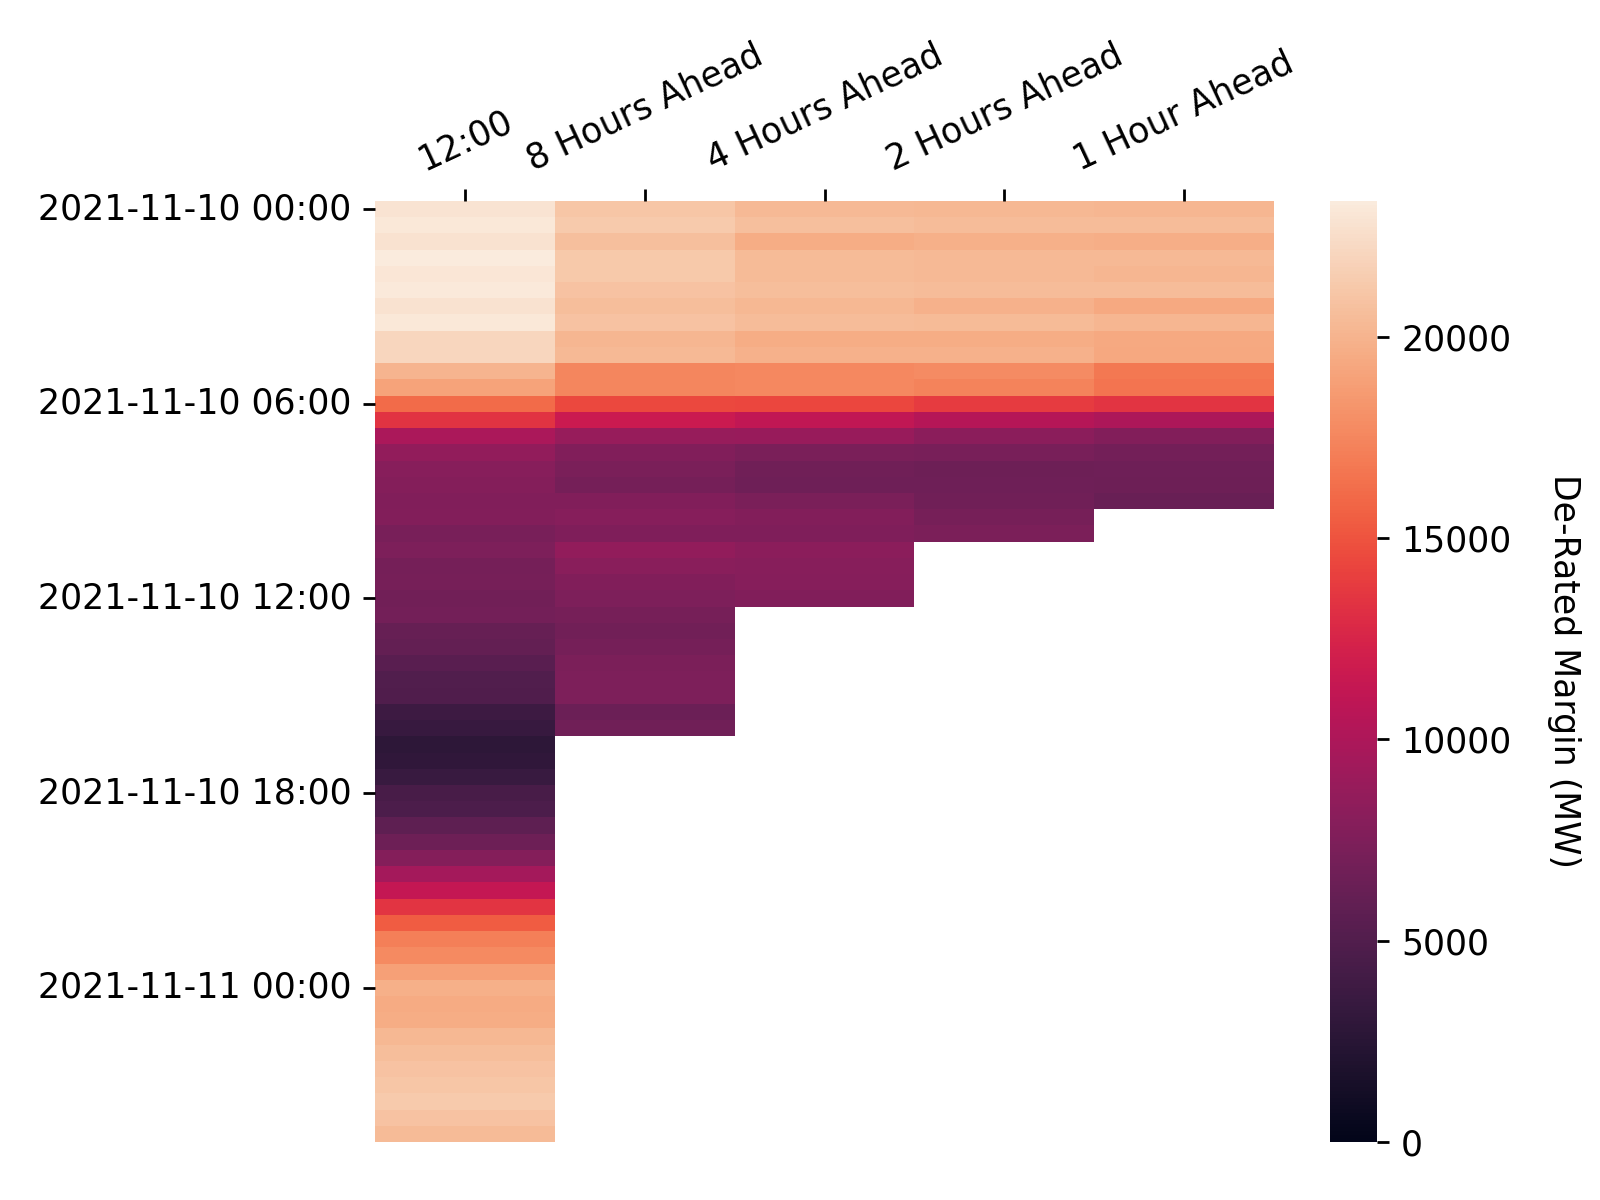 12:00
8 Hours Ahead
4 Hours Ahead
2 Hours Ahead
1 Hour Ahead
2021-11-10 00:00
2021-11-10 06:00
2021-11-10 12:00
2021-11-10 18:00
2021-11-11 00:00
20000
15000
10000
5000
0
De-Rated Margin (MW)